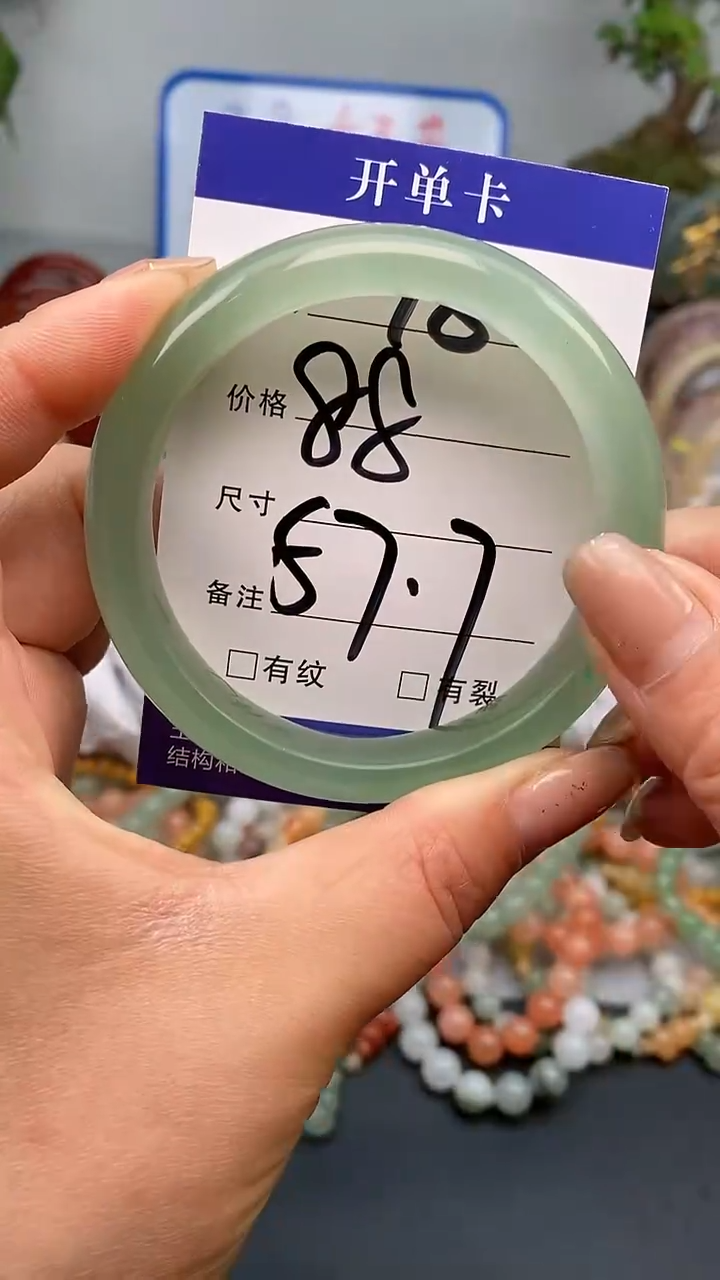 开单卡
10
价格 88
尺寸 57.7
备注
□有纹 □有裂
结构和